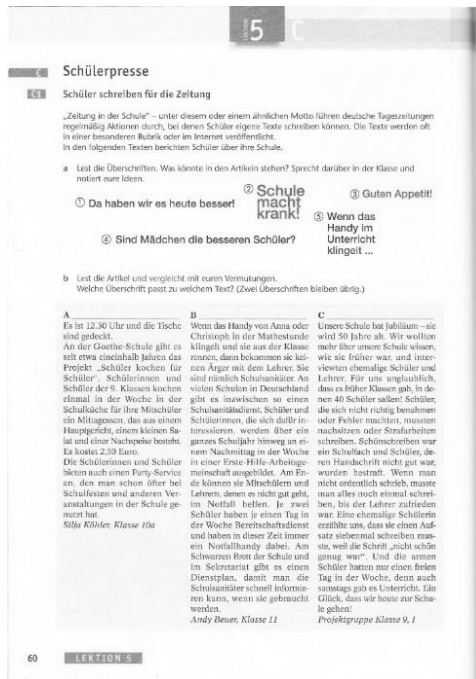 LEKTION 5 C
C Schülerpresse
C1 Schüler schreiben für die Zeitung
„Zeitung in der Schule“ – unter diesem oder einem ähnlichen Motto führen deutsche Tageszeitungen
regelmäßig Aktionen durch, bei denen Schüler eigene Texte schreiben können. Die Texte werden oft
in einer besonderen Rubrik oder im Internet veröffentlicht.
In den folgenden Texten berichten Schüler über ihre Schule.
a Lest die Überschriften. Was könnte in den Artikeln stehen? Sprecht darüber in der Klasse und
notiert eure Ideen.
① Da haben wir es heute besser!
② Schule
macht
krank!
③ Guten Appetit!
④ Sind Mädchen die besseren Schüler?
⑤ Wenn das
Handy im
Unterricht
klingelt ...
b Lest die Artikel und vergleicht mit euren Vermutungen.
Welche Überschrift passt zu welchem Text? (Zwei Überschriften bleiben übrig.)
A
Es ist 12.30 Uhr und die Tische
sind gedeckt.
An der Goethe-Schule gibt es
seit etwa eineinhalb Jahren das
Projekt „Schüler kochen für
Schüler“. Schülerinnen und
Schüler der 9. Klassen kochen
einmal in der Woche in der
Schulküche für ihre Mitschüler
ein Mittagessen, das aus einem
Hauptgericht, einem kleinen Sa-
lat und einer Nachspeise besteht.
Es kostet 2,50 Euro.
Die Schülerinnen und Schüler
bieten auch einen Party-Service
an, den man schon öfter bei
Schulfesten und anderen Ver-
anstaltungen in der Schule ge-
nutzt hat.
Silja Köhler, Klasse 10a
B
Wenn das Handy von Anna oder
Christoph in der Mathestunde
klingelt und sie aus der Klasse
rennen, dann bekommen sie kei-
nen Ärger mit dem Lehrer. Sie
sind nämlich Schulsanitäter. An
vielen Schulen in Deutschland
gibt es inzwischen so einen
Schulsanitätsdienst. Schüler und
Schülerinnen, die sich dafür in-
teressieren, werden über ein
ganzes Schuljahr hinweg an ei-
nem Nachmittag in der Woche
in einer Erste-Hilfe-Arbeitsge-
meinschaft ausgebildet. Am En-
de können sie Mitschülern und
Lehrern, denen es nicht gut geht,
im Notfall helfen. Je zwei
Schüler haben je einen Tag in
der Woche Bereitschaftsdienst
und haben in dieser Zeit immer
ein Notfallhandy dabei. Am
Schwarzen Brett der Schule und
im Sekretariat gibt es einen
Dienstplan, damit man die
Schulsanitäter schnell informie-
ren kann, wenn sie gebraucht
werden.
Andy Beuer, Klasse 11
C
Unsere Schule hat Jubiläum – sie
wird 50 Jahre alt. Wir wollten
mehr über unsere Schule wissen,
wie sie früher war, und inter-
viewten ehemalige Schüler und
Lehrer. Für uns unglaublich,
dass es früher Klassen gab, in de-
nen 40 Schüler saßen! Schüler,
die sich nicht richtig benahmen
oder Fehler machten, mussten
nachsitzen oder Strafarbeiten
schreiben. Schönschreiben war
ein Schulfach und Schüler, de-
ren Handschrift nicht gut war,
wurden bestraft. Wenn man
nicht ordentlich schrieb, musste
man alles noch einmal schrei-
ben, bis der Lehrer zufrieden
war. Eine ehemalige Schülerin
erzählte uns, dass sie einen Auf-
satz siebenmal schreiben mus-
ste, weil die Schrift „nicht schön
genug war“. Und die armen
Schüler hatten nur einen freien
Tag in der Woche, denn auch
samstags gab es Unterricht. Ein
Glück, dass wir heute zur Schu-
le gehen!
Projektgruppe Klasse 9, 1
60 LEKTION 5